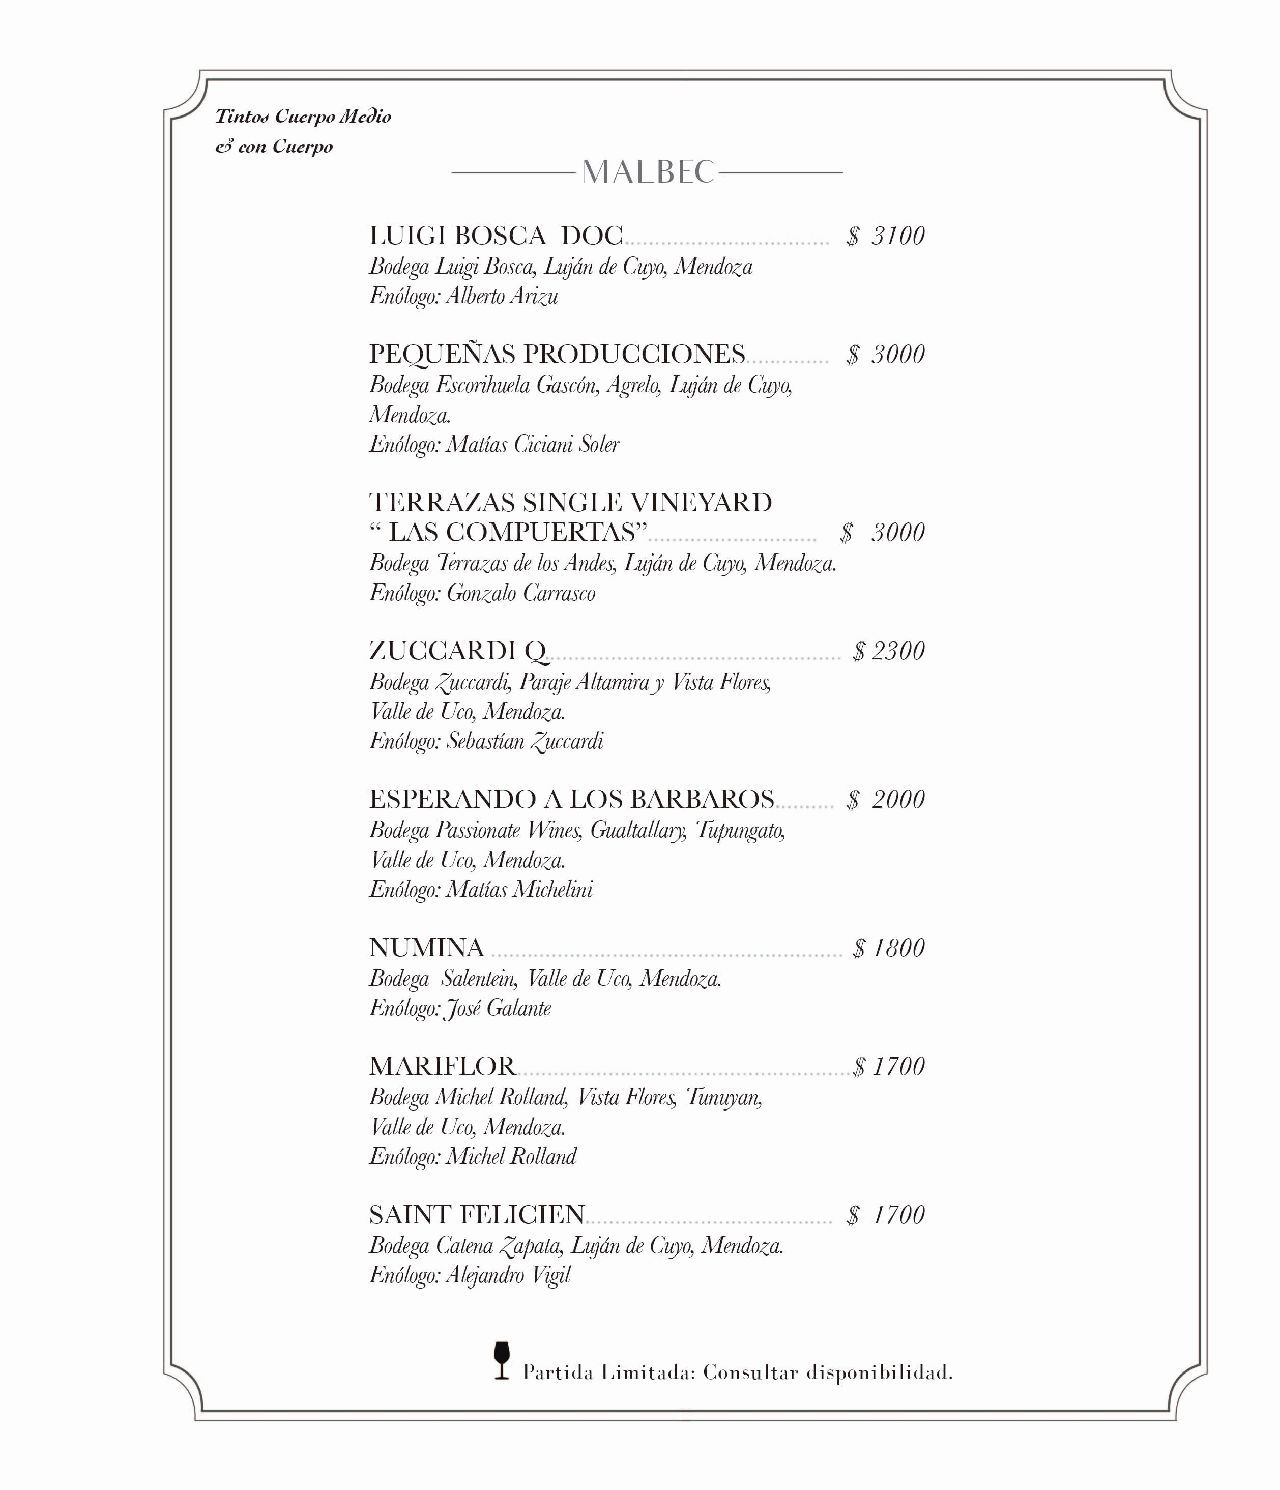 Tintos Cuerpo Medio
& con Cuerpo
MALBEC
LUIGI BOSCA DOC................................. $ 3100
Bodega Luigi Bosca, Luján de Cuyo, Mendoza
Enólogo: Alberto Arizu
PEQUEÑAS PRODUCCIONES.............. $ 3000
Bodega Escorihuela Gascón, Agrelo, Luján de Cuyo,
Mendoza.
Enólogo: Matías Ciciani Soler
TERRAZAS SINGLE VINEYARD
“ LAS COMPUERTAS”............................ $ 3000
Bodega Terrazas de los Andes, Luján de Cuyo, Mendoza.
Enólogo: Gonzalo Carrasco
ZUCCARDI Q................................................. $ 2300
Bodega Zuccardi, Paraje Altamira y Vista Flores,
Valle de Uco, Mendoza.
Enólogo: Sebastían Zuccardi
ESPERANDO A LOS BARBAROS.......... $ 2000
Bodega Passionate Wines, Gualtallary, Tupungato,
Valle de Uco, Mendoza.
Enólogo: Matías Michelini
NUMINA .......................................................... $ 1800
Bodega Salentein, Valle de Uco, Mendoza.
Enólogo: José Galante
MARIFLOR.......................................................$ 1700
Bodega Michel Rolland, Vista Flores, Tunuyan,
Valle de Uco, Mendoza.
Enólogo: Michel Rolland
SAINT FELICIEN......................................... $ 1700
Bodega Catena Zapata, Luján de Cuyo, Mendoza.
Enólogo: Alejandro Vigil
Partida Limitada: Consultar disponibilidad.